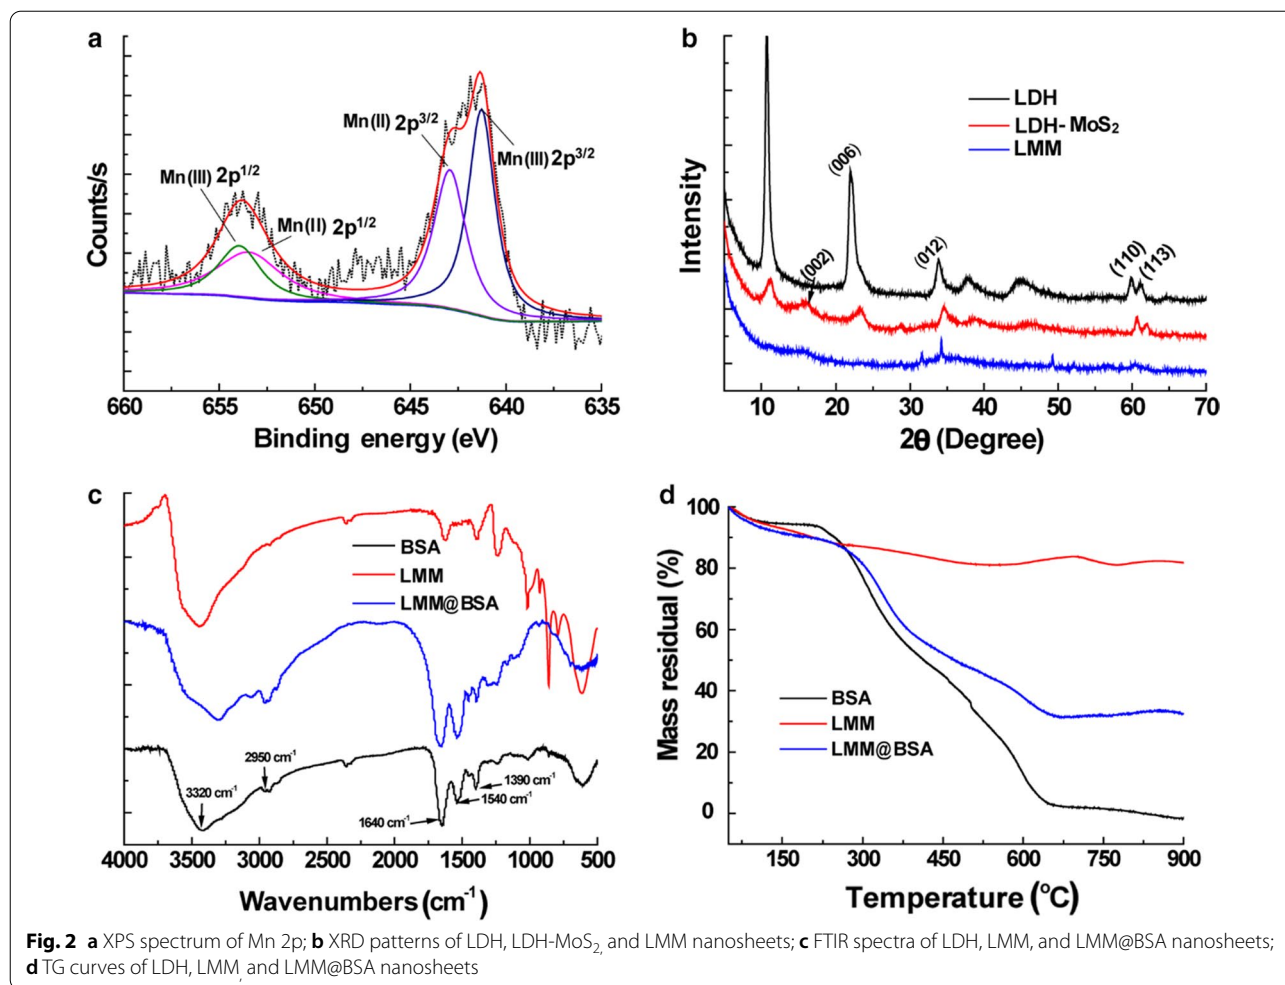 a
Mn(II) 2p3/2
Mn(III) 2p3/2
Mn(III) 2p1/2
Mn(II) 2p1/2
Counts/s
660 655 650 645 640 635
Binding energy (eV)
b
LDH
LDH-MoS2
LMM
(006)
(002)
(012)
(110)
(113)
Intensity
10 20 30 40 50 60 70
2θ (Degree)
c
BSA
LMM
LMM@BSA
2950 cm-1
3320 cm-1
1390 cm-1
1540 cm-1
1640 cm-1
4000 3500 3000 2500 2000 1500 1000 500
Wavenumbers (cm-1)
d
100
80
60
40
20
0
Mass residual (%)
BSA
LMM
LMM@BSA
150 300 450 600 750 900
Temperature (°C)
Fig. 2 a XPS spectrum of Mn 2p; b XRD patterns of LDH, LDH-MoS2, and LMM nanosheets; c FTIR spectra of LDH, LMM, and LMM@BSA nanosheets;
d TG curves of LDH, LMM, and LMM@BSA nanosheets